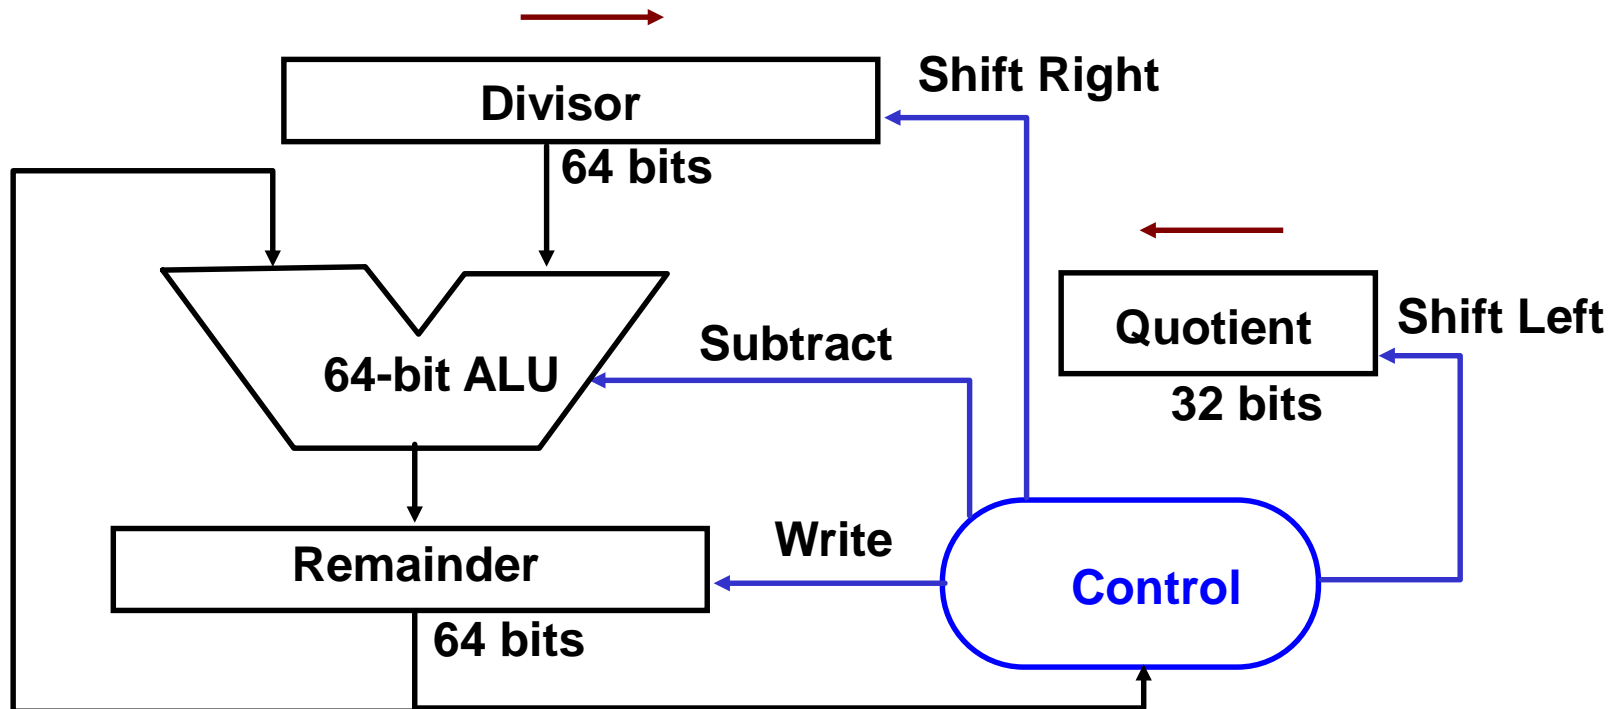 Shift Right
Divisor
64 bits
Quotient
Shift Left
32 bits
Subtract
64-bit ALU
Write
Remainder
Control
64 bits